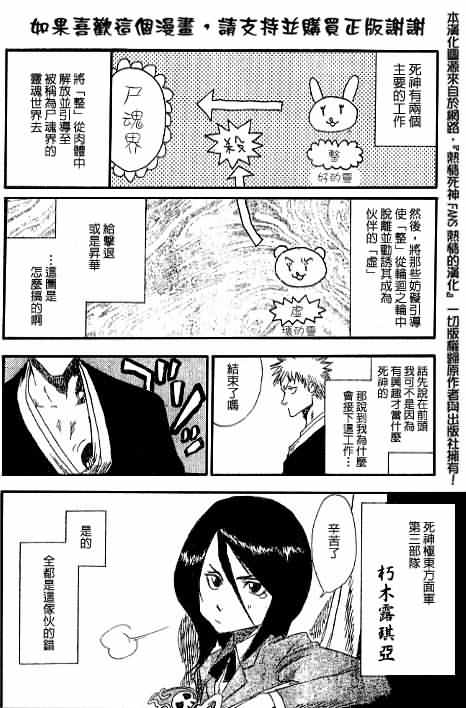 如果喜歡這個漫畫，請支持並購買正版謝謝
本漢化圖源來自於網路，『熱情死神FANS 熱情的漢化』一切版權歸原作者與出版社擁有！
死神有兩個
主要的工作
整
好的靈
殺
尸魂界
將「整」從肉體中
解放並引導至
被稱為尸魂界的
靈魂世界去
然後，將那些妨礙引導
使「整」從輪迴之輪中
脫離並勸誘其成為
伙伴的「虛」
虛
壞的靈
給擊退
或是昇華
…這圖是
怎麼搞的啊
話先說在前頭
我可不是因為
有興趣才當什麼
死神的
那說到我為什麼
會接下這工作…
結束了嗎
死神極東方面軍
第三部隊
朽木露琪亞
辛苦了
是的
全都是這傢伙的錯